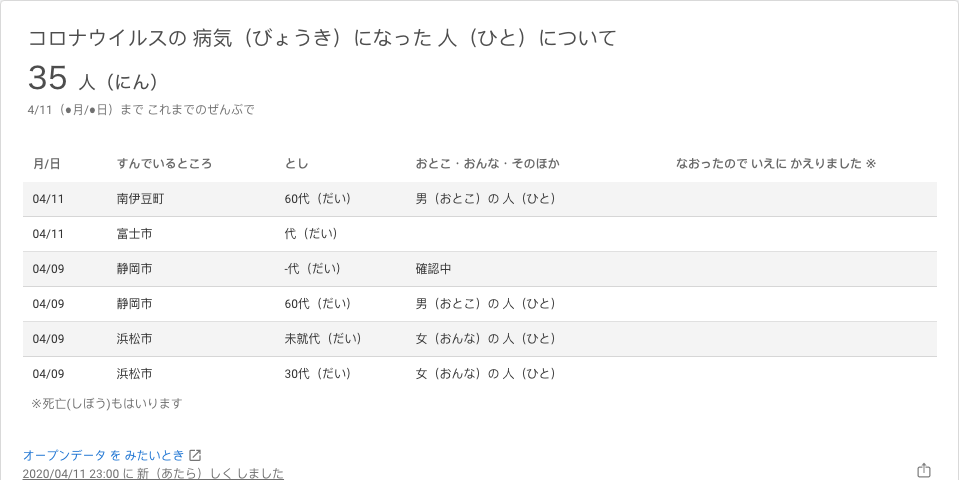 コロナウイルスの 病気（びょうき）になった 人（ひと）について
35 人（にん）
4/11（●月/●日）まで これまでのぜんぶで
月/日 すんでいるところ とし おとこ・おんな・そのほか なおったので いえに かえりました ※
04/11 南伊豆町 60代（だい） 男（おとこ）の 人（ひと）
04/11 富士市 代（だい）
04/09 静岡市 -代（だい） 確認中
04/09 静岡市 60代（だい） 男（おとこ）の 人（ひと）
04/09 浜松市 未就代（だい） 女（おんな）の 人（ひと）
04/09 浜松市 30代（だい） 女（おんな）の 人（ひと）
※死亡(しぼう)もはいります
オープンデータ を みたいとき
2020/04/11 23:00 に 新（あたら）しく しました